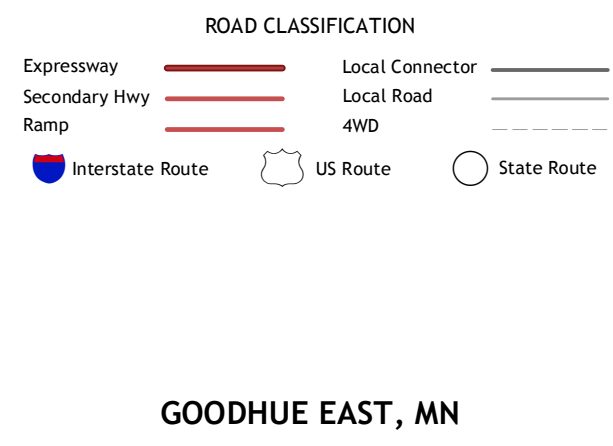 ROAD CLASSIFICATION
Expressway
Local Connector
Secondary Hwy
Local Road
Ramp
4WD
Interstate Route
US Route
State Route
GOODHUE EAST, MN